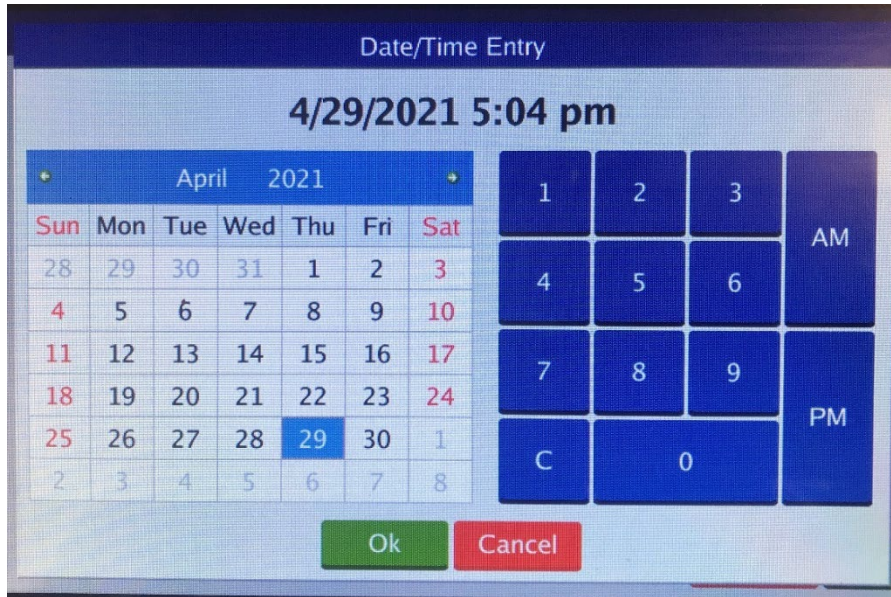 Date/Time Entry
4/29/2021 5:04 pm
April 2021
Sun Mon Tue Wed Thu Fri Sat
28 29 30 31 1 2 3
4 5 6 7 8 9 10
11 12 13 14 15 16 17
18 19 20 21 22 23 24
25 26 27 28 29 30 1
2 3 4 5 6 7 8
1 2 3
AM
4 5 6
7 8 9
PM
C 0
Ok Cancel